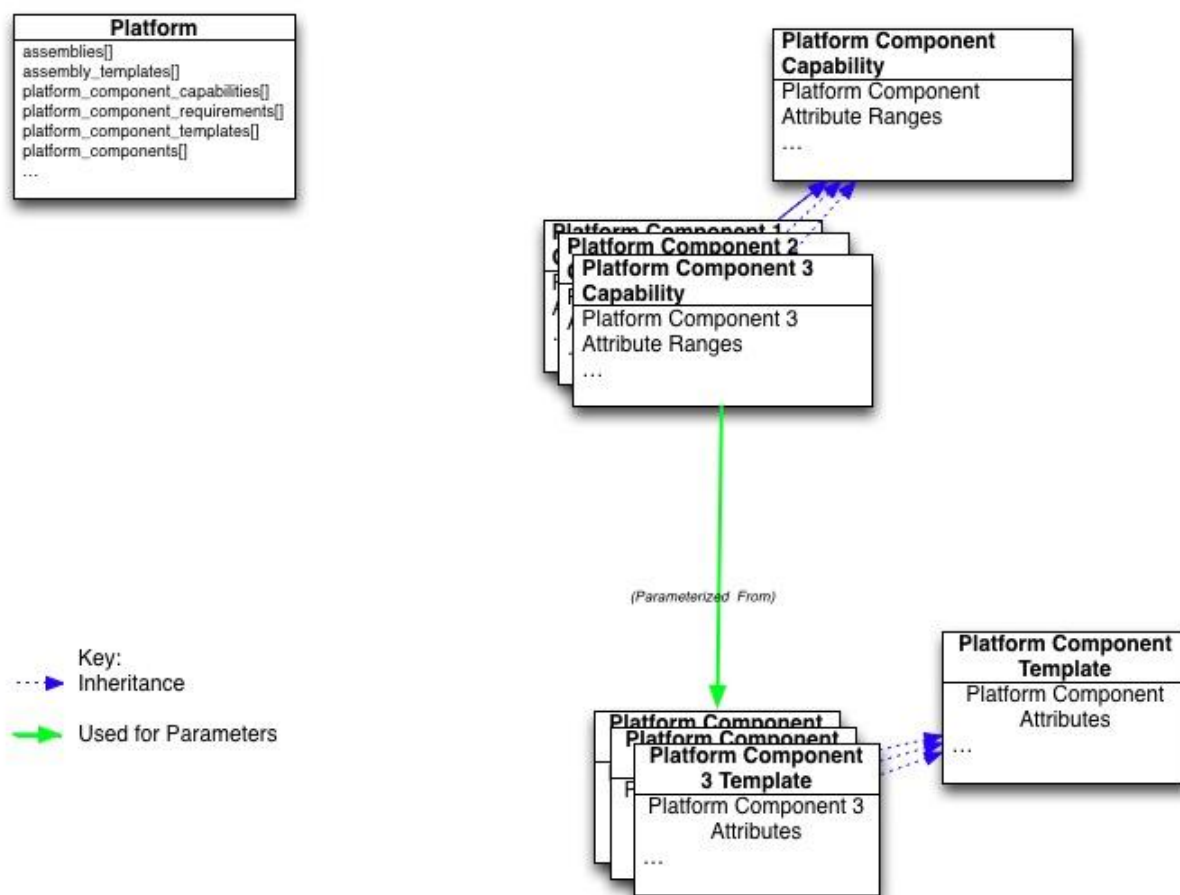 Platform
assemblies[]
assembly_templates[]
platform_component_capabilities[]
platform_component_requirements[]
platform_component_templates[]
platform_components[]
...
Platform Component
Capability
Platform Component
Attribute Ranges
...
Platform Component 1
Platform Component 2
Platform Component 3
Capability
Platform Component 3
Attribute Ranges
...
(Parameterized From)
Key:
Inheritance
Used for Parameters
Platform Component
Template
Platform Component
Attributes
...
Platform Component
Platform Component
Platform Component
3 Template
Platform Component 3
Attributes
...